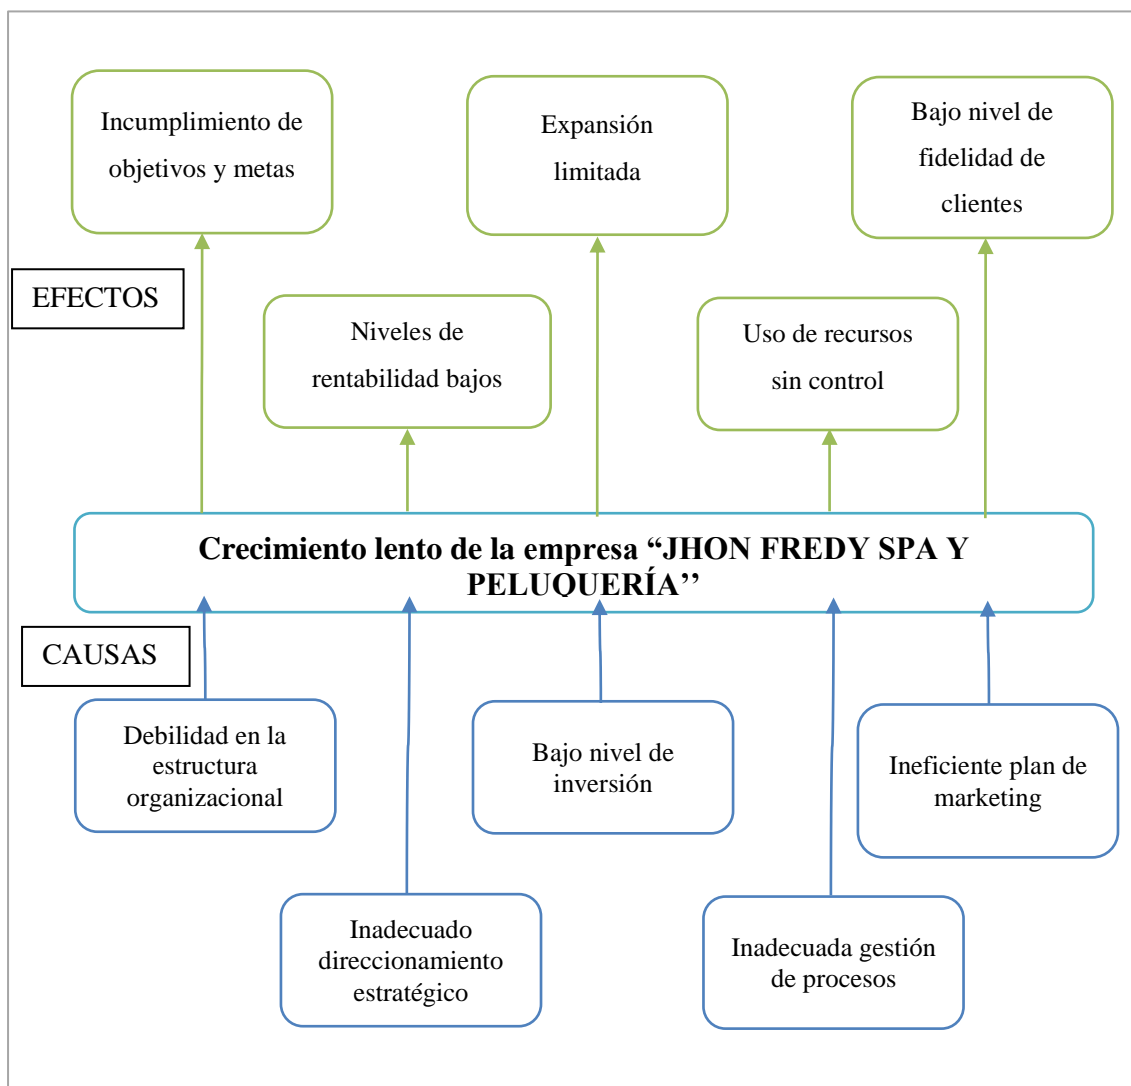 Incumplimiento de
objetivos y metas
Expansión
limitada
Bajo nivel de
fidelidad de
clientes
EFECTOS
Niveles de
rentabilidad bajos
Uso de recursos
sin control
Crecimiento lento de la empresa “JHON FREDY SPA Y
PELUQUERÍA’’
CAUSAS
Debilidad en la
estructura
organizacional
Bajo nivel de
inversión
Ineficiente plan de
marketing
Inadecuado
direccionamiento
estratégico
Inadecuada gestión
de procesos